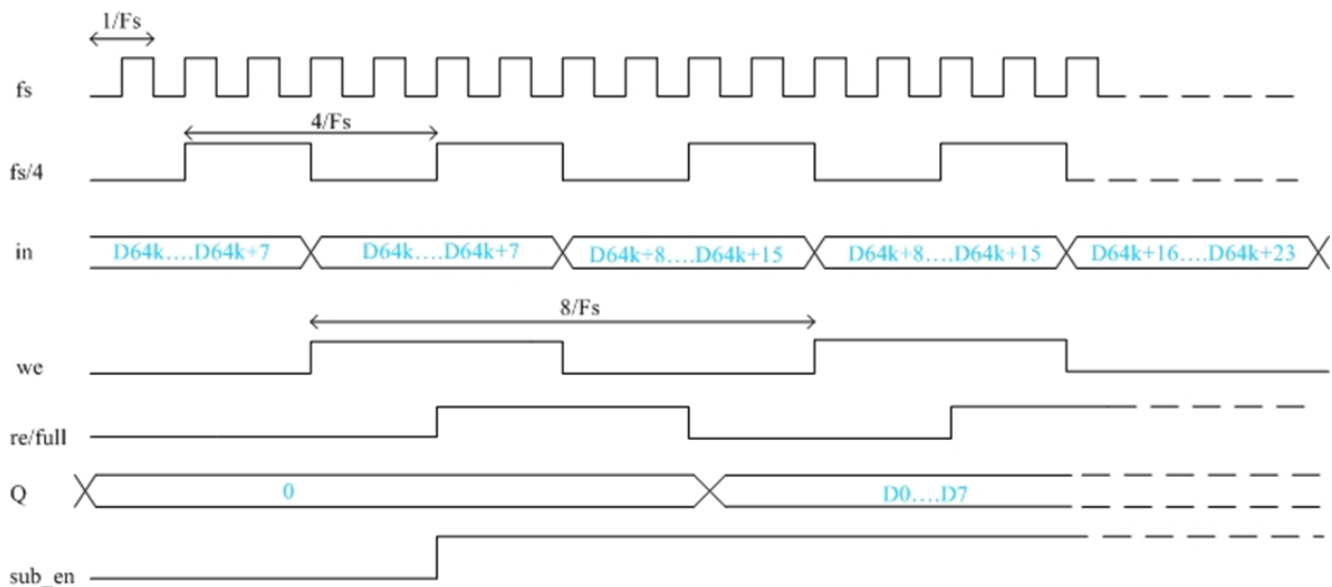 1/Fs
fs
4/Fs
fs/4
in D64k....D64k+7 D64k....D64k+7 D64k+8....D64k+15 D64k+8....D64k+15 D64k+16....D64k+23
8/Fs
we
re/full
Q 0 D0....D7
sub_en